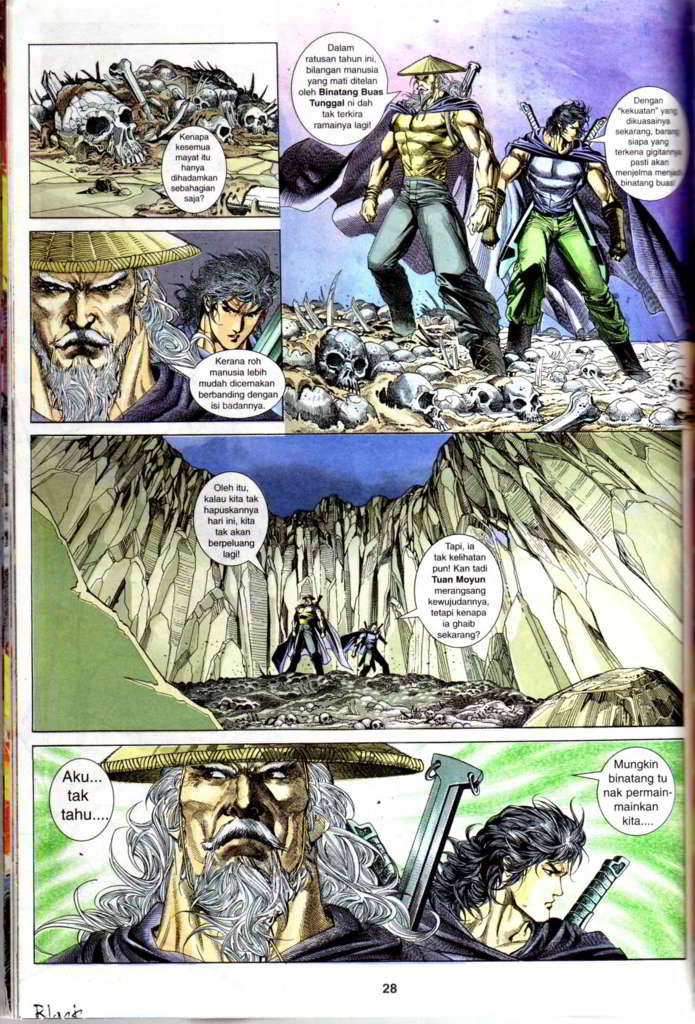 Kenapa
kesemua
mayat itu
hanya
dihadamkan
sebahagian
saja?
Dalam
ratusan tahun ini,
bilangan manusia
yang mati ditelan
oleh Binatang Buas
Tunggal ni dah
tak terkira
ramainya lagi!
Dengan
"kekuatan" yang
dikuasainya
sekarang, barang
siapa yang
terkena gigitannya
pasti akan
menjelma menjadi
binatang buas!
Kerana roh
manusia lebih
mudah dicernakan
berbanding dengan
isi badannya.
Oleh itu,
kalau kita tak
hapuskannya
hari ini, kita
tak akan
berpeluang
lagi!
Tapi, ia
tak kelihatan
pun! Kan tadi
Tuan Moyun
merangsang
kewujudannya,
tetapi kenapa
ia ghaib
sekarang?
Aku...
tak
tahu....
Mungkin
binatang tu
nak permain-
mainkan
kita....
28
Black